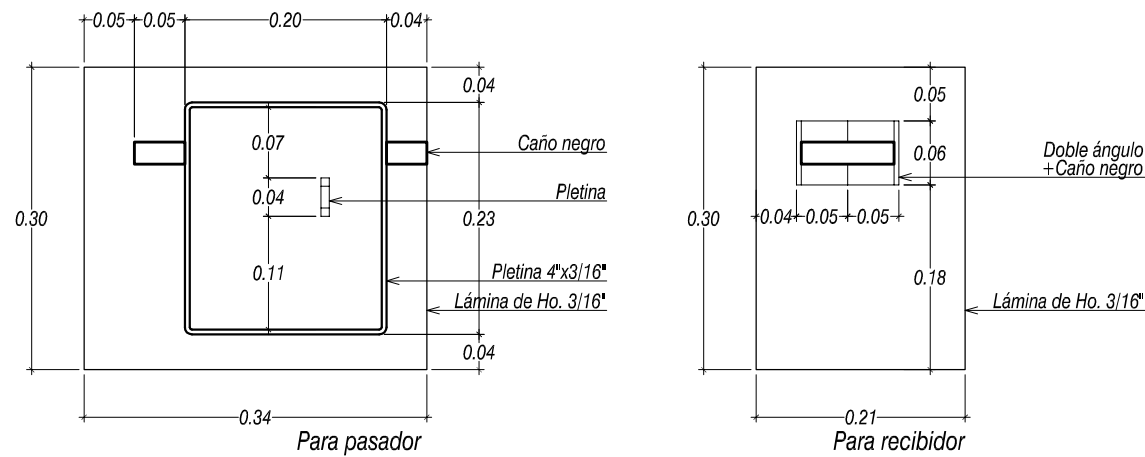 0.05
0.05
0.20
0.04
0.04
0.07
Caño negro
0.04
Pletina
0.30
0.23
0.11
Pletina 4"x3/16"
Lámina de Ho. 3/16"
0.04
0.34
Para pasador
0.05
0.06
Doble ángulo
+Caño negro
0.30
0.04
0.05
0.05
0.18
Lámina de Ho. 3/16"
0.21
Para recibidor